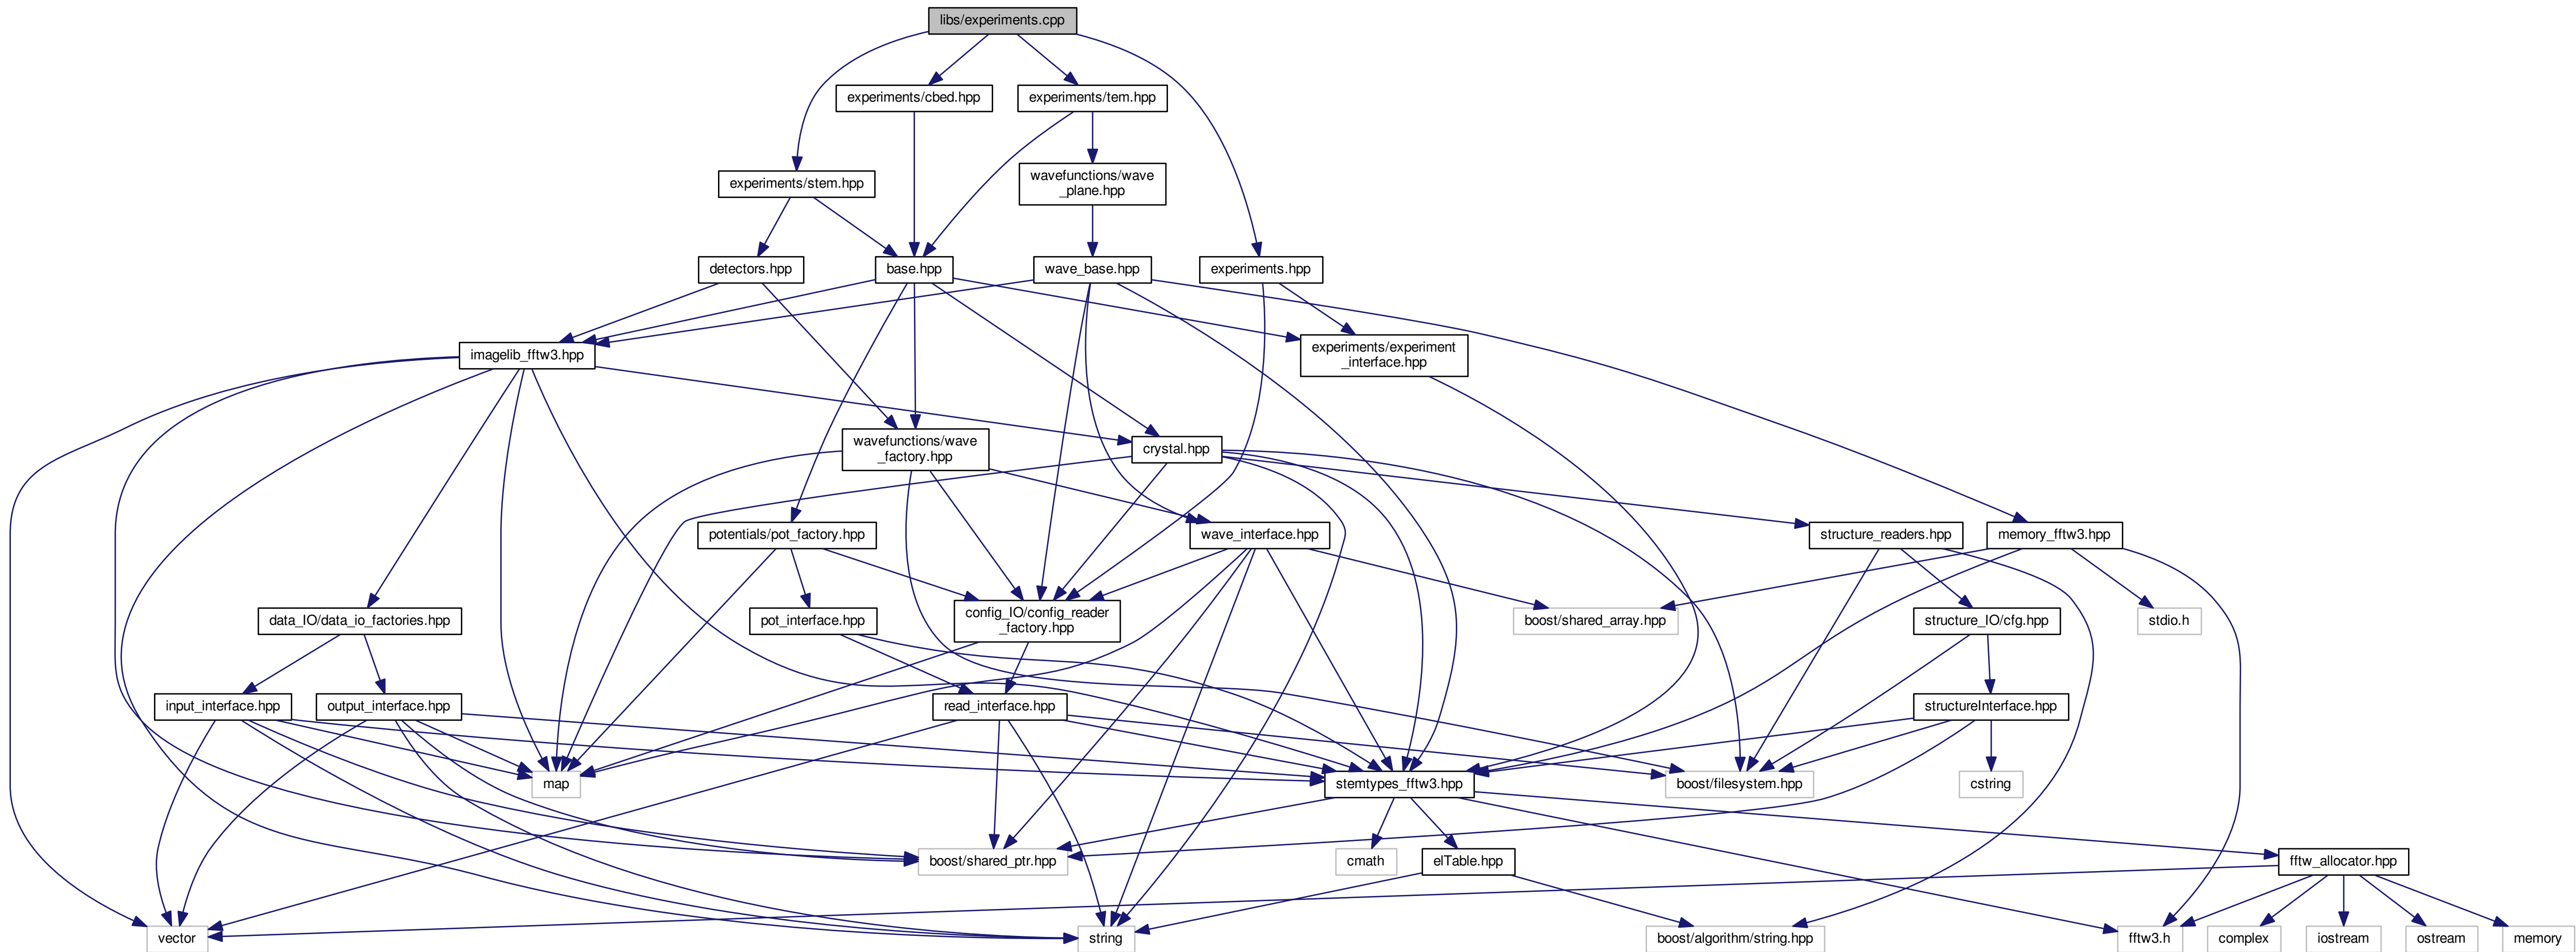 libs/experiments.cpp
experiments/cbed.hpp
experiments/tem.hpp
experiments/stem.hpp
wavefunctions/wave
_plane.hpp
detectors.hpp
base.hpp
wave_base.hpp
experiments.hpp
imagelib_fftw3.hpp
experiments/experiment
_interface.hpp
wavefunctions/wave
_factory.hpp
crystal.hpp
potentials/pot_factory.hpp
wave_interface.hpp
structure_readers.hpp
memory_fftw3.hpp
data_IO/data_io_factories.hpp
pot_interface.hpp
config_IO/config_reader
_factory.hpp
boost/shared_array.hpp
structure_IO/cfg.hpp
stdio.h
input_interface.hpp
output_interface.hpp
read_interface.hpp
structureInterface.hpp
map
stemtypes_fftw3.hpp
boost/filesystem.hpp
cstring
boost/shared_ptr.hpp
cmath
elTable.hpp
fftw_allocator.hpp
vector
string
boost/algorithm/string.hpp
fftw3.h
complex
iostream
ostream
memory